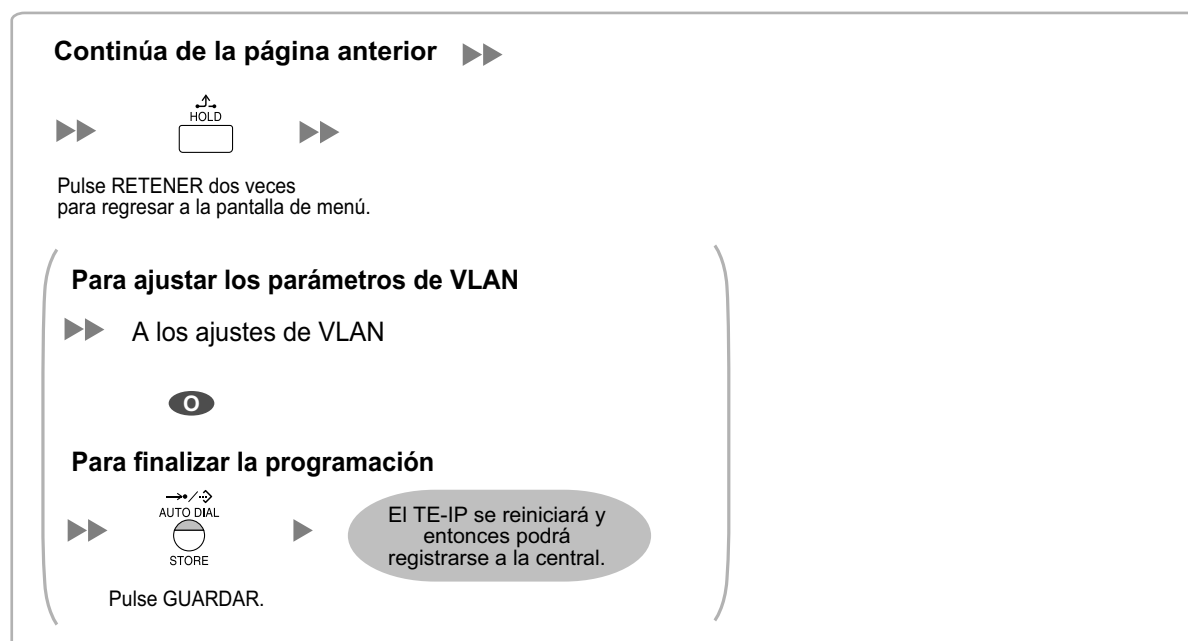 Continúa de la página anterior
HOLD
Pulse RETENER dos veces
para regresar a la pantalla de menú.
Para ajustar los parámetros de VLAN
A los ajustes de VLAN
O
Para finalizar la programación
AUTO DIAL
STORE
El TE-IP se reiniciará y
entonces podrá
registrarse a la central.
Pulse GUARDAR.